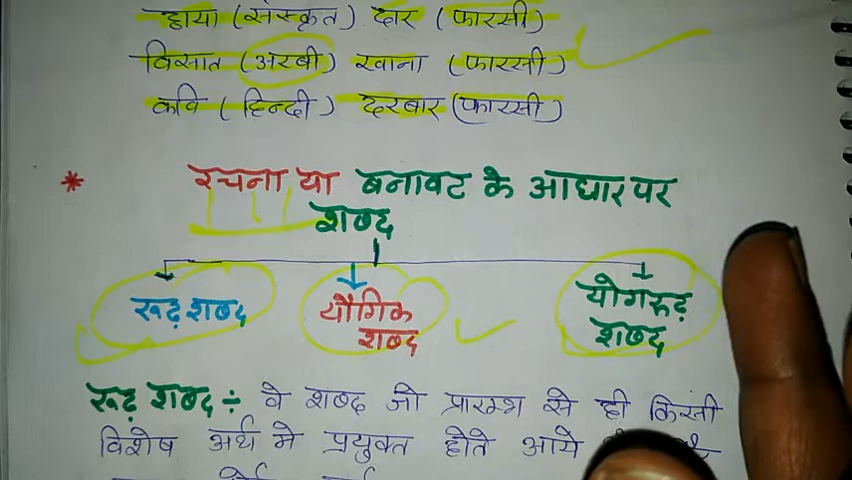 छाया (संस्कृत) दार (फारसी)
विसात (अरबी) खाना (फारसी)
कवि (हिन्दी) दरबार (फारसी)
* रचना या बनावट के आधार पर
शब्द
रूढ़ शब्द यौगिक शब्द योगरूढ़ शब्द
रूढ़ शब्द ÷ वे शब्द जो प्रारम्भ से ही किसी
विशेष अर्थ मे प्रयुक्त होते आये